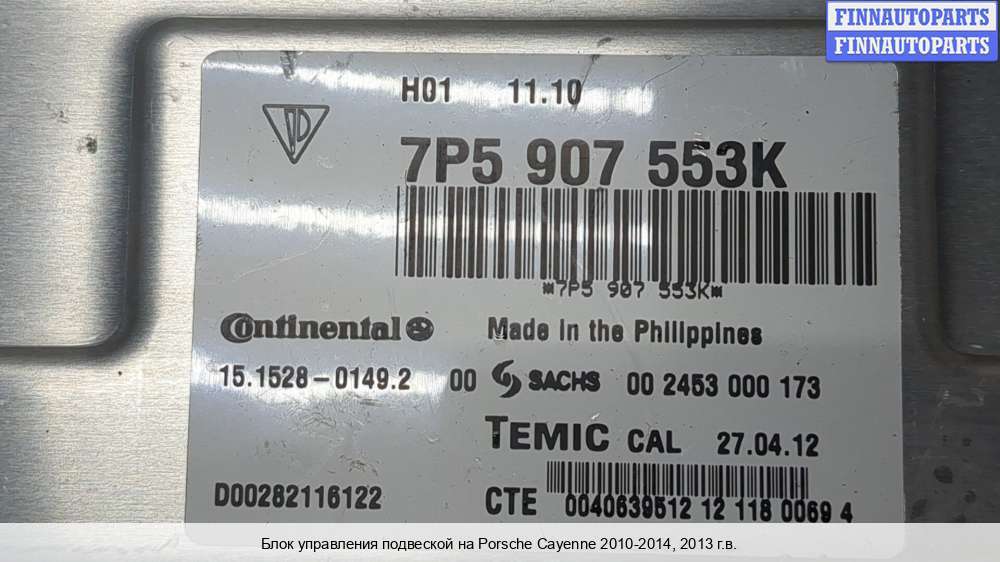 FINNAUTOPARTS
FINNAUTOPARTS
H01 11.10
7P5 907 553K
*7P5 907 553K*
Continental Made in the Philippines
15.1528-0149.2 00 SACHS 00 2453 000 173
TEMIC CAL 27.04.12
D00282116122 CTE 0040639512 12 118 0069 4
Блок управления подвеской на Porsche Cayenne 2010-2014, 2013 г.в.